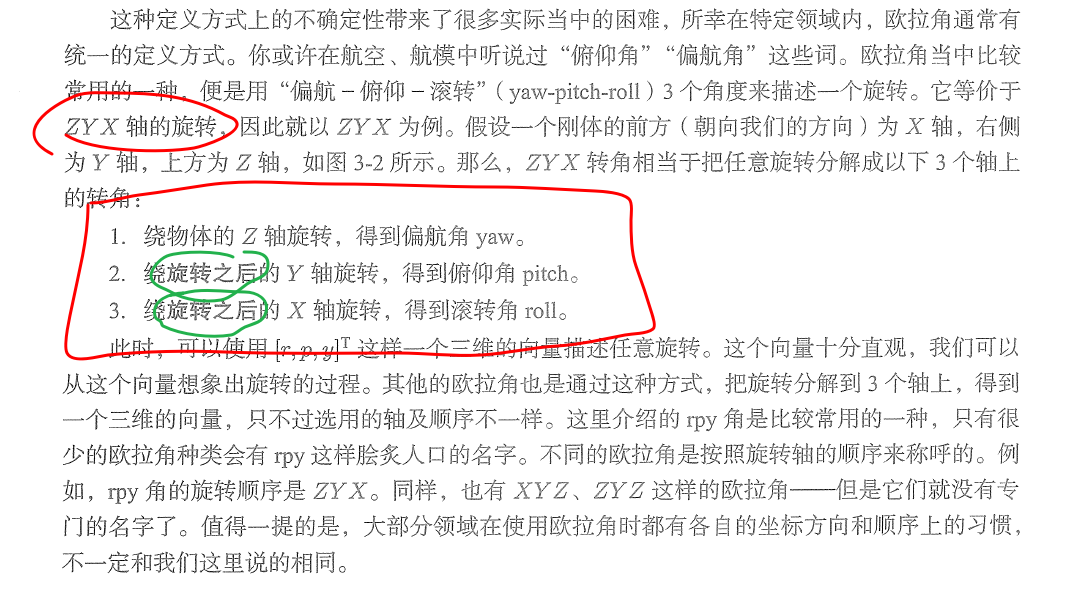 这种定义方式上的不确定性带来了很多实际当中的困难，所幸在特定领域内，欧拉角通常有
统一的定义方式。你或许在航空、航模中听说过“俯仰角”“偏航角”这些词。欧拉角当中比较
常用的一种，便是用“偏航－俯仰－滚转”（yaw-pitch-roll）3 个角度来描述一个旋转。它等价于
ZYX 轴的旋转，因此就以 ZYX 为例。假设一个刚体的前方（朝向我们的方向）为 X 轴，右侧
为 Y 轴，上方为 Z 轴，如图 3-2 所示。那么，ZYX 转角相当于把任意旋转分解成以下 3 个轴上
的转角：
1. 绕物体的 Z 轴旋转，得到偏航角 yaw。
2. 绕旋转之后的 Y 轴旋转，得到俯仰角 pitch。
3. 绕旋转之后的 X 轴旋转，得到滚转角 roll。
此时，可以使用 [r, p, y]ᵀ 这样一个三维的向量描述任意旋转。这个向量十分直观，我们可以
从这个向量想象出旋转的过程。其他的欧拉角也是通过这种方式，把旋转分解到 3 个轴上，得到
一个三维的向量，只不过选用的轴及顺序不一样。这里介绍的 rpy 角是比较常用的一种，只有很
少的欧拉角种类会有 rpy 这样脍炙人口的名字。不同的欧拉角是按照旋转轴的顺序来称呼的。例
如，rpy 角的旋转顺序是 ZYX。同样，也有 XYZ、ZYZ 这样的欧拉角——但是它们就没有专
门的名字了。值得一提的是，大部分领域在使用欧拉角时都有各自的坐标方向和顺序上的习惯，
不一定和我们这里说的相同。